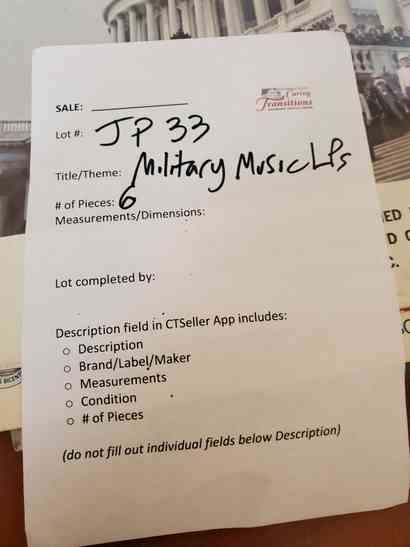 SALE:
Caring
Transitions
Lot #: JP 33
Title/Theme: Military Music LPs
# of Pieces: 6
Measurements/Dimensions:
Lot completed by:
Description field in CTSeller App includes:
o Description
o Brand/Label/Maker
o Measurements
o Condition
o # of Pieces
(do not fill out individual fields below Description)
ED
D